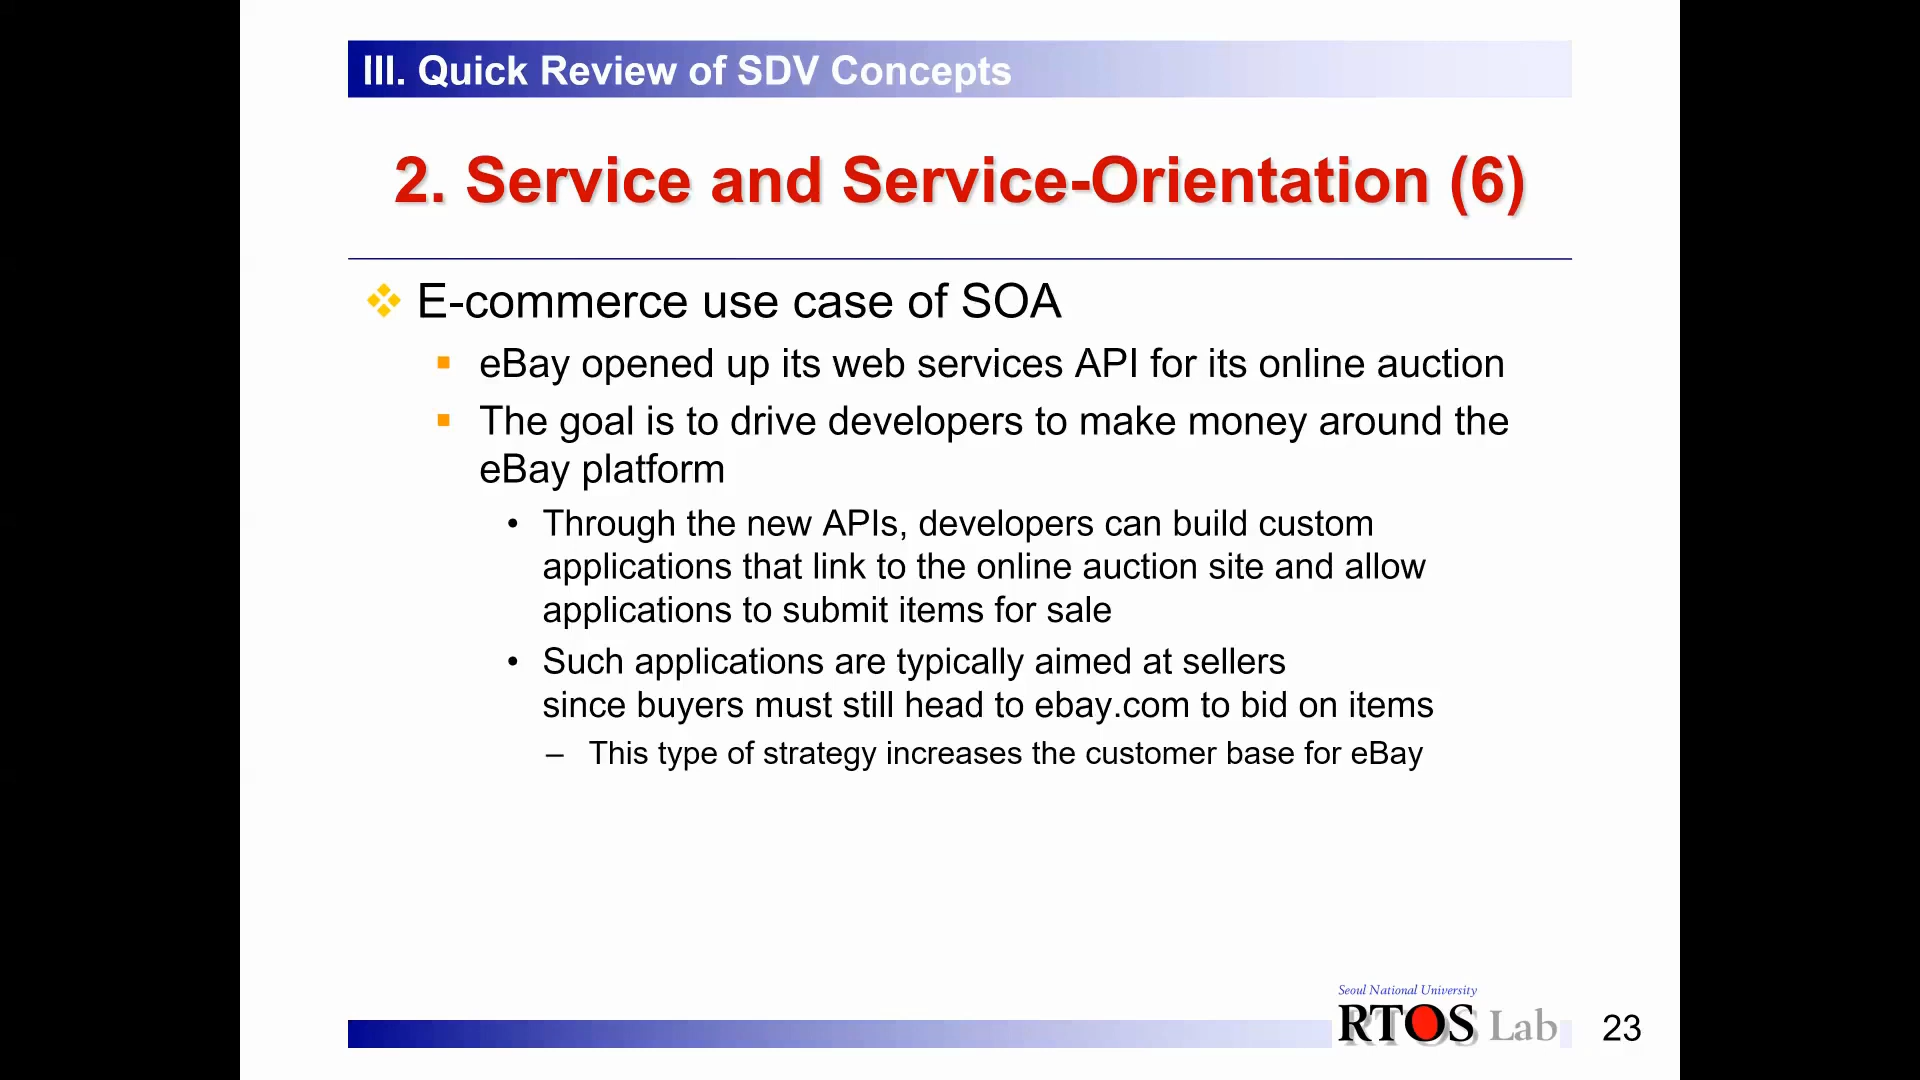 III. Quick Review of SDV Concepts
2. Service and Service-Orientation (6)
E-commerce use case of SOA
eBay opened up its web services API for its online auction
The goal is to drive developers to make money around the
eBay platform
• Through the new APIs, developers can build custom
applications that link to the online auction site and allow
applications to submit items for sale
• Such applications are typically aimed at sellers
since buyers must still head to ebay.com to bid on items
– This type of strategy increases the customer base for eBay
Seoul National University
RTOS Lab
23